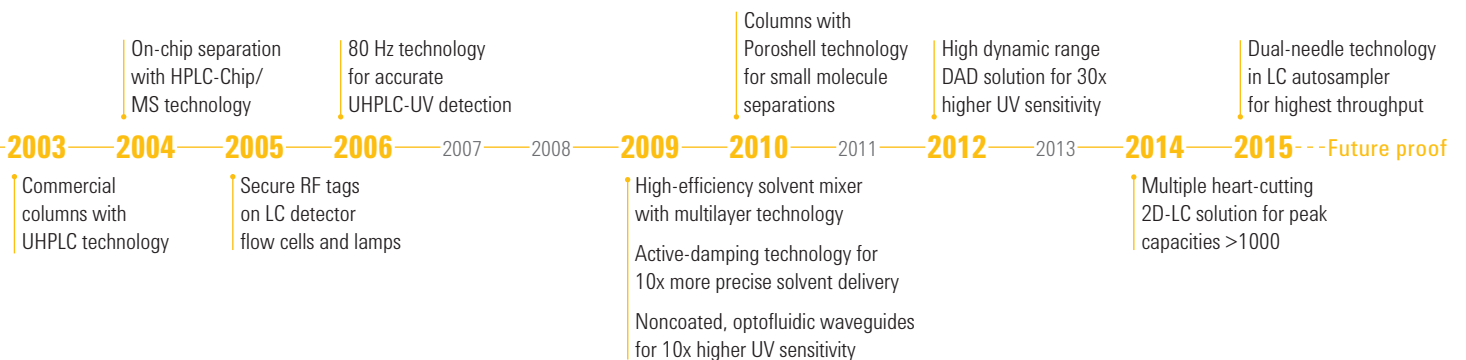 On-chip separation
with HPLC-Chip/
MS technology
80 Hz technology
for accurate
UHPLC-UV detection
Columns with
Poroshell technology
for small molecule
separations
High dynamic range
DAD solution for 30x
higher UV sensitivity
Dual-needle technology
in LC autosampler
for highest throughput
2003 2004 2005 2006 2007 2008 2009 2010 2011 2012 2013 2014 2015 Future proof
Commercial
columns with
UHPLC technology
Secure RF tags
on LC detector
flow cells and lamps
High-efficiency solvent mixer
with multilayer technology
Active-damping technology for
10x more precise solvent delivery
Noncoated, optofluidic waveguides
for 10x higher UV sensitivity
Multiple heart-cutting
2D-LC solution for peak
capacities >1000